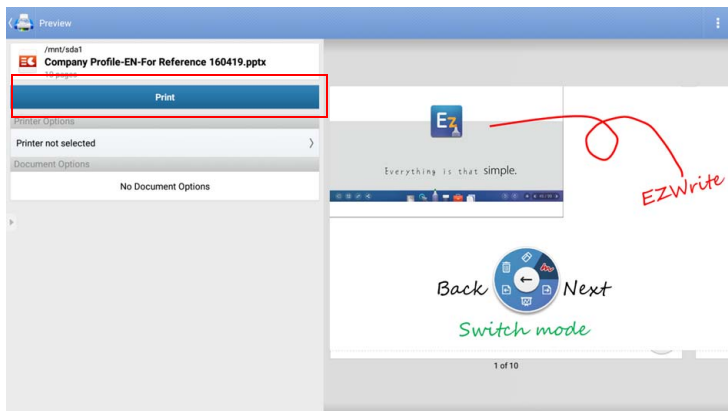 Preview
/mnt/sda1
Company Profile-EN-For Reference 160419.pptx
10 pages
Print
Printer Options
Printer not selected
Document Options
No Document Options
Ez
Everything is that simple.
EZWrite
Back
Next
Switch mode
1 of 10